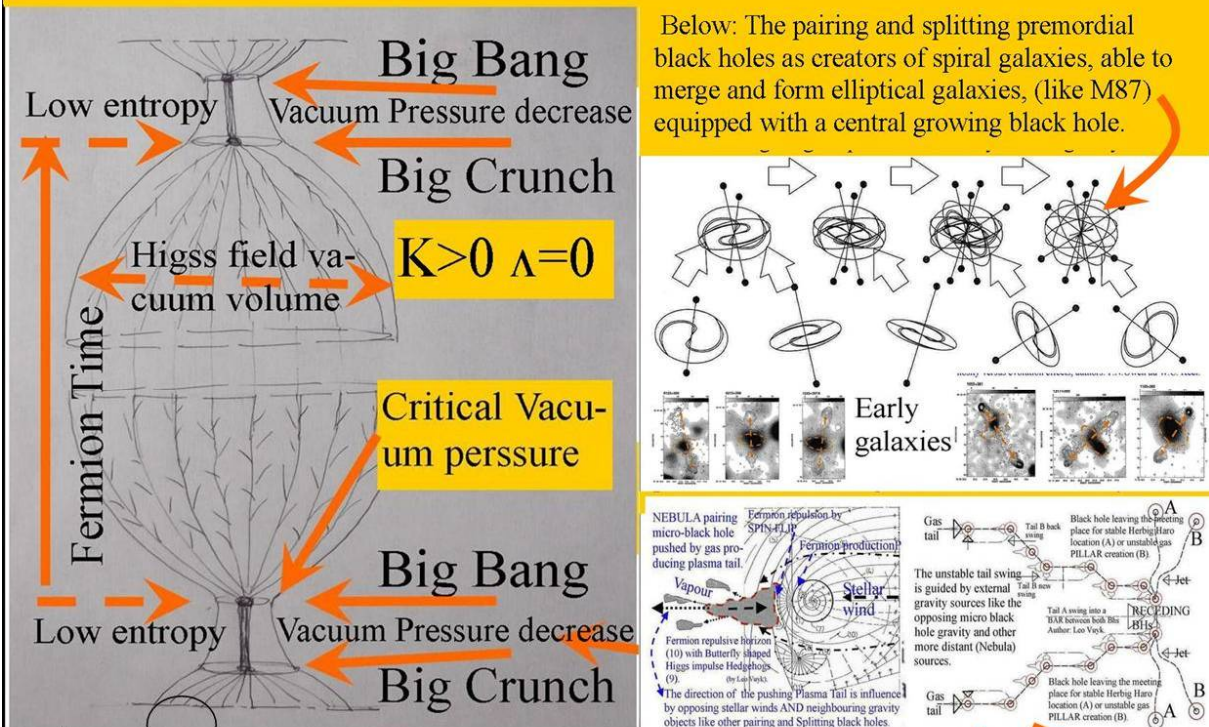 Big Bang
Low entropy
Vacuum Pressure decrease
Big Crunch
Higss field va-
cuum volume
K>0 Λ=0
Fermion Time
Critical Vacu-
um perssure
Big Bang
Low entropy
Vacuum Pressure decrease
Big Crunch
Below: The pairing and splitting premordial
black holes as creators of spiral galaxies, able to
merge and form elliptical galaxies, (like M87)
equipped with a central growing black hole.
Early
galaxies
NEBULA pairing
micro-black hole
pushed by gas pro-
ducing plasma tail.
Fermion repulsion by
SPIN-FLIP
Fermion production
Vapour
Stellar
wind
Fermion repulsive horizon
(10) with Butterfly shaped
Higgs impulse Hedgehogs
(9).
(by Leo Vuyk.)
The direction of the pushing Plasma Tail is influence
by opposing stellar winds AND neighbouring gravity
objects like other pairing and Splitting black holes.
Gas
tail
Tail B back
swing
Tail B new
swing
Black hole leaving the meeting
place for stable Herbig Haro
location (A) or unstable gas
PILLAR creation (B).
A
B
Jet
The unstable tail swing
is guided by external
gravity sources like the
opposing micro black
hole gravity and other
more distant (Nebula)
sources.
Tail A swing into a
BAR between both BHs
Author: Leo Vuyk.
RECEDING
BHs
Jet
Gas
tail
Black hole leaving the meeting
place for stable Herbig Haro
location (A) or unstable gas
PILLAR creation (B).
B
A